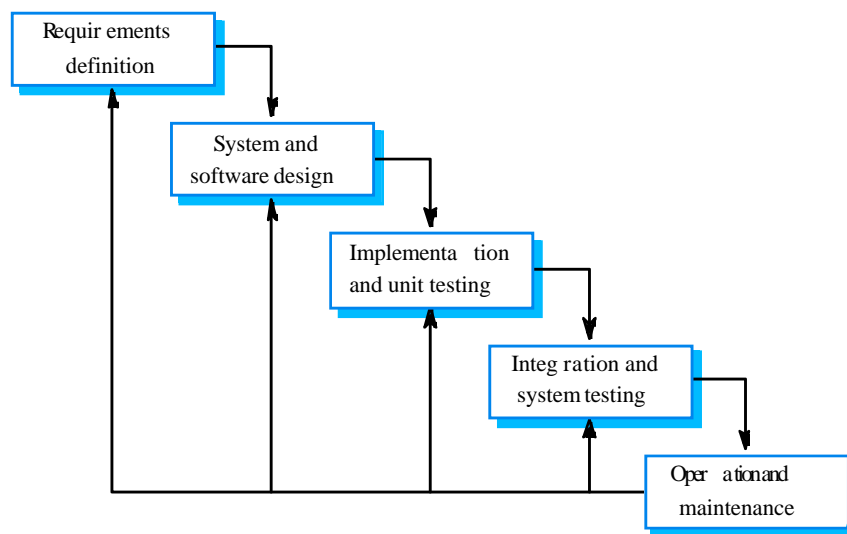 Requir ements
definition
System and
software design
Implementa tion
and unit testing
Integ ration and
system testing
Oper ationand
maintenance